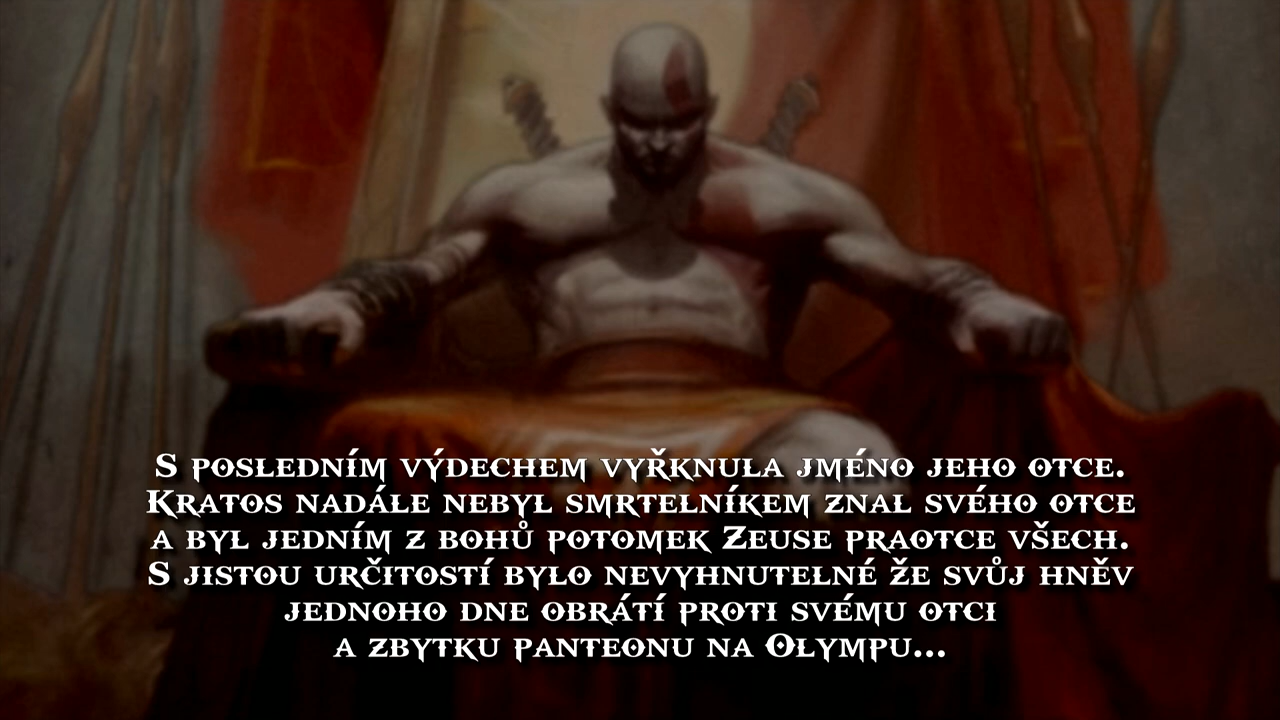 S posledním výdechem vyřknula jméno jeho otce.
Kratos nadále nebyl smrtelníkem znal svého otce
a byl jedním z bohů potomek Zeuse praotce všech.
S jistou určitostí bylo nevyhnutelné že svůj hněv
jednoho dne obrátí proti svému otci
a zbytku panteonu na Olympu...